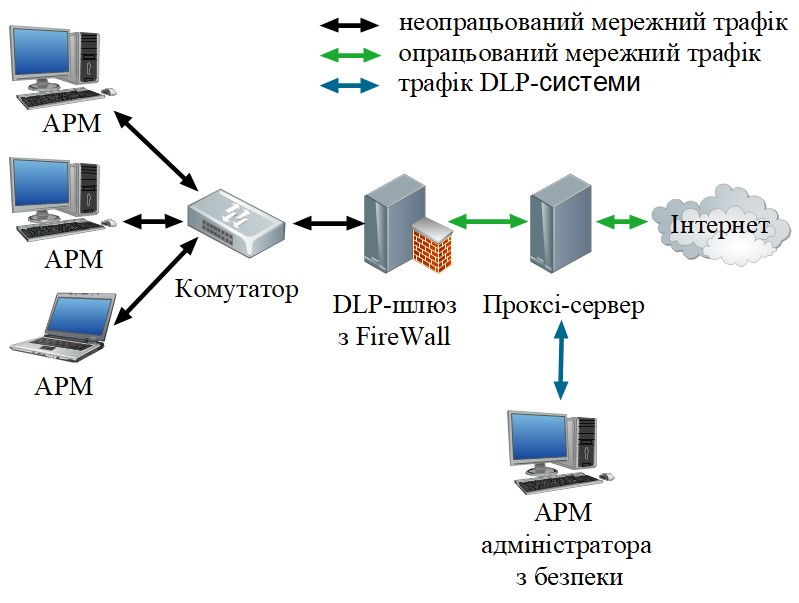 неопрацьований мережний трафік
опрацьований мережний трафік
трафік DLP-системи
АРМ
АРМ
АРМ
Комутатор
DLP-шлюз
з FireWall
Проксі-сервер
Інтернет
АРМ
адміністратора
з безпеки